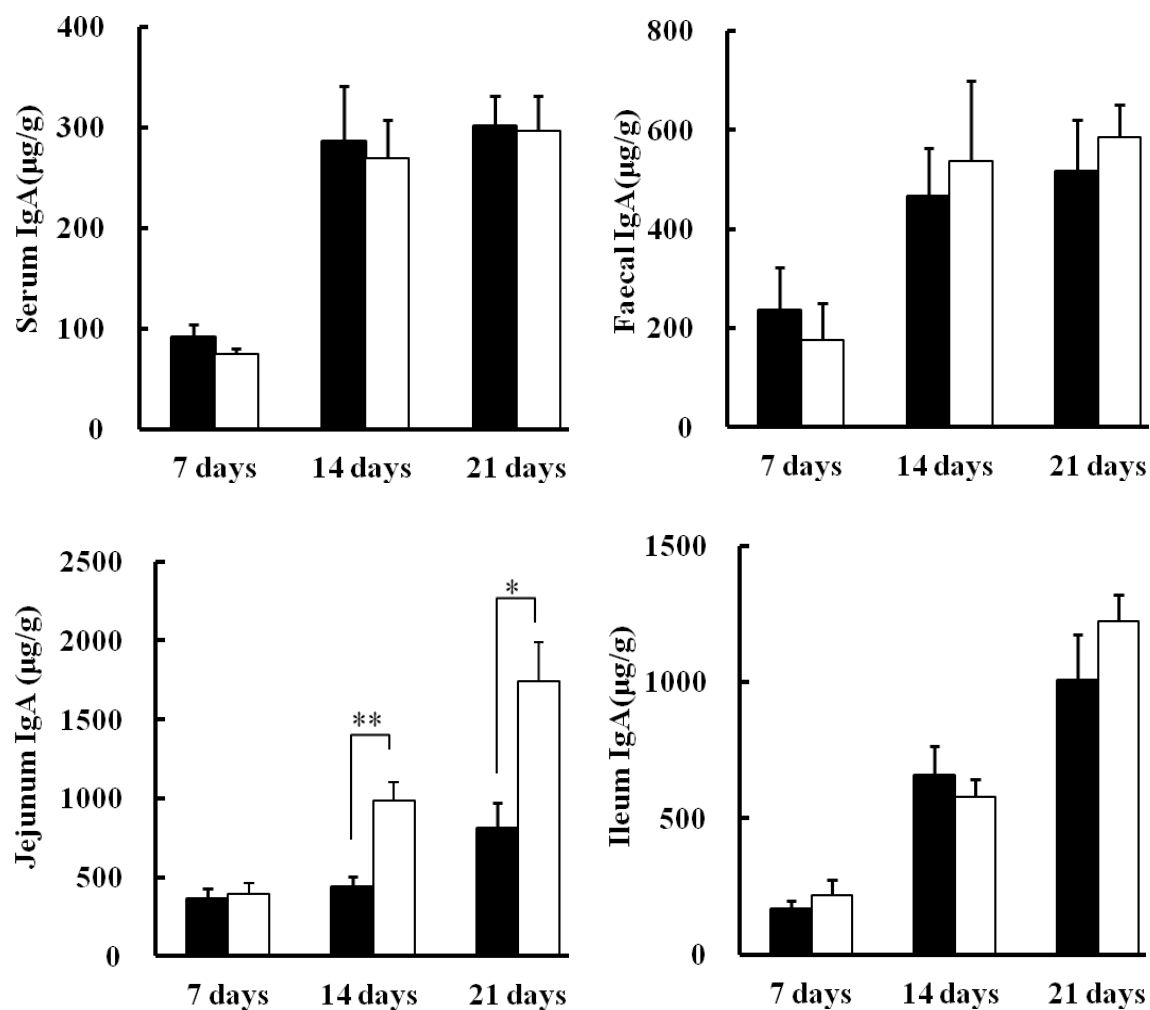 Serum IgA(µg/g)
400
300
200
100
0
7 days
14 days
21 days
Faecal IgA(µg/g)
800
600
400
200
0
7 days
14 days
21 days
Jejunum IgA (µg/g)
2500
2000
1500
1000
500
0
**
*
7 days
14 days
21 days
Ileum IgA(µg/g)
1500
1000
500
0
7 days
14 days
21 days